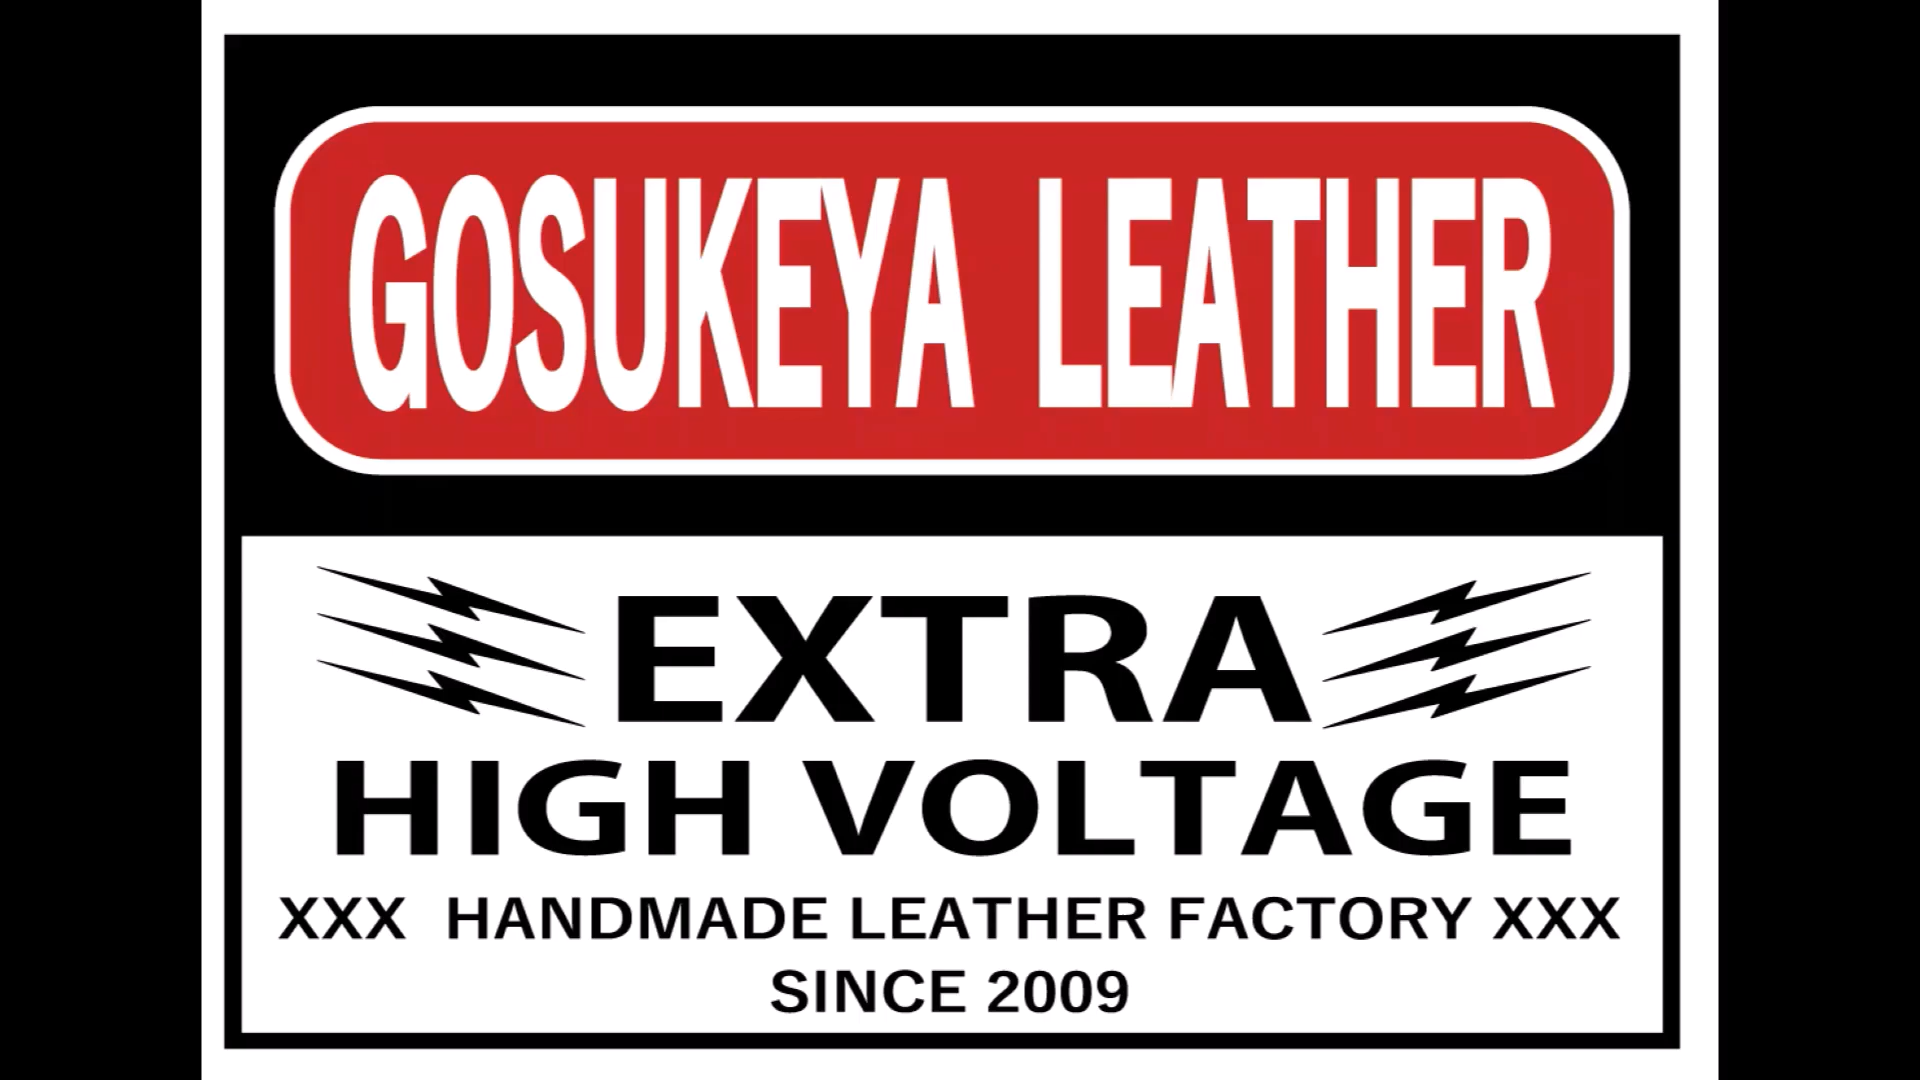 GOSUKEYA LEATHER
EXTRA
HIGH VOLTAGE
XXX HANDMADE LEATHER FACTORY XXX
SINCE 2009